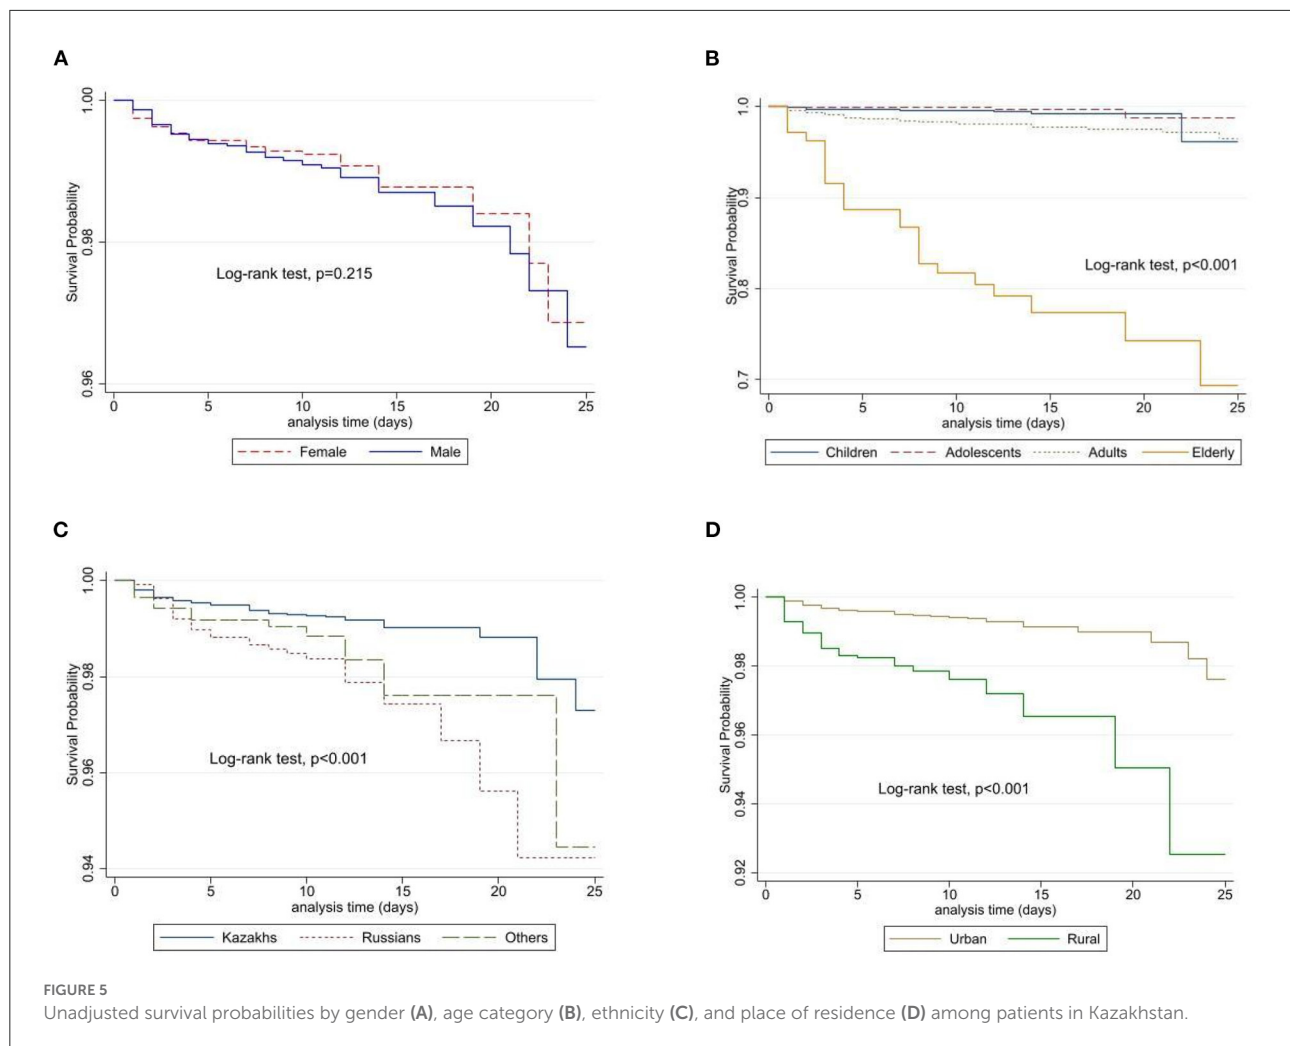 A
1.00
0.98
0.96
Survival Probability
Log-rank test, p=0.215
0 5 10 15 20 25
analysis time (days)
Female Male
B
1.0
0.9
0.8
0.7
Survival Probability
Log-rank test, p<0.001
0 5 10 15 20 25
analysis time (days)
Children Adolescents Adults Elderly
C
1.00
0.98
0.96
0.94
Survival Probability
Log-rank test, p<0.001
0 5 10 15 20 25
analysis time (days)
Kazakhs Russians Others
D
1.00
0.98
0.96
0.94
0.92
Survival Probability
Log-rank test, p<0.001
0 5 10 15 20 25
analysis time (days)
Urban Rural
FIGURE 5
Unadjusted survival probabilities by gender (A), age category (B), ethnicity (C), and place of residence (D) among patients in Kazakhstan.